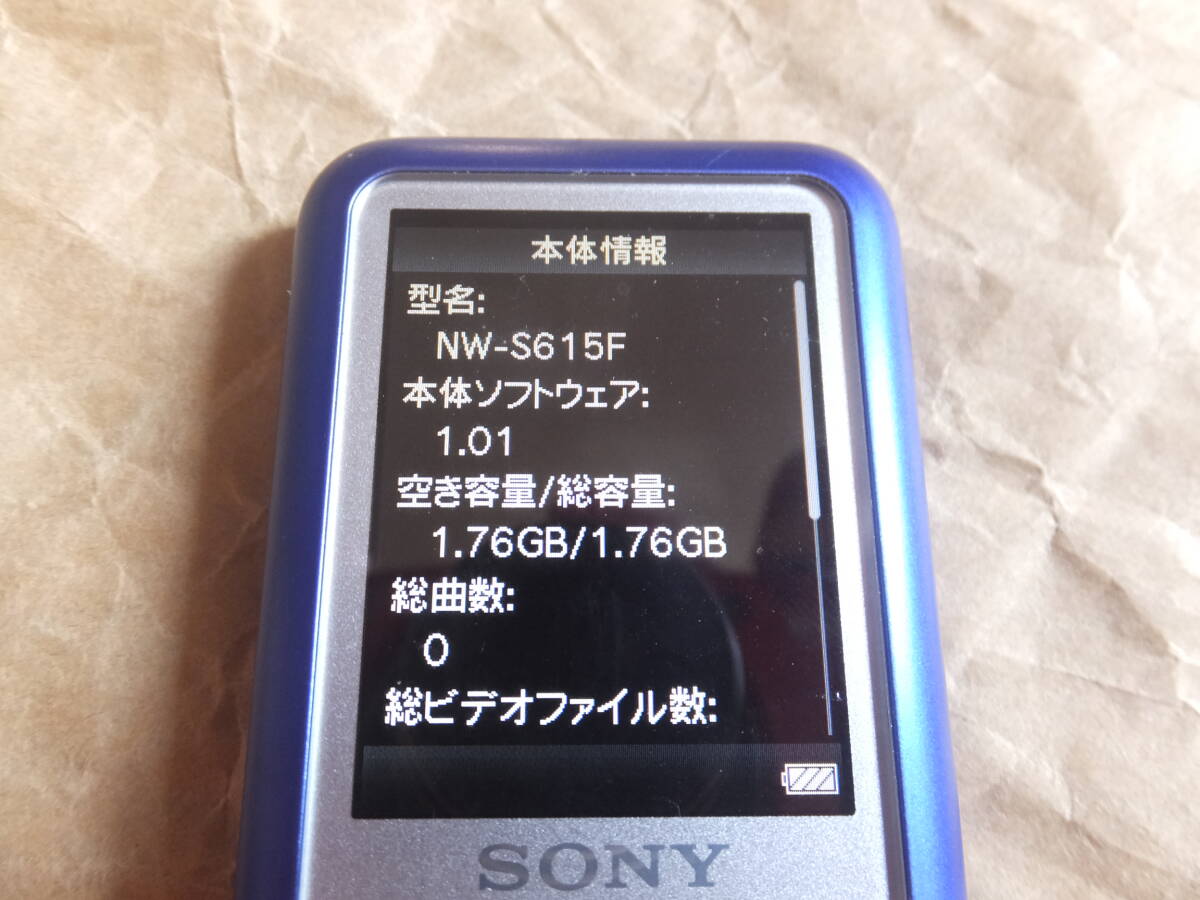 本体情報
型名:
NW-S615F
本体ソフトウェア:
1.01
空き容量/総容量:
1.76GB/1.76GB
総曲数:
0
総ビデオファイル数:
SONY